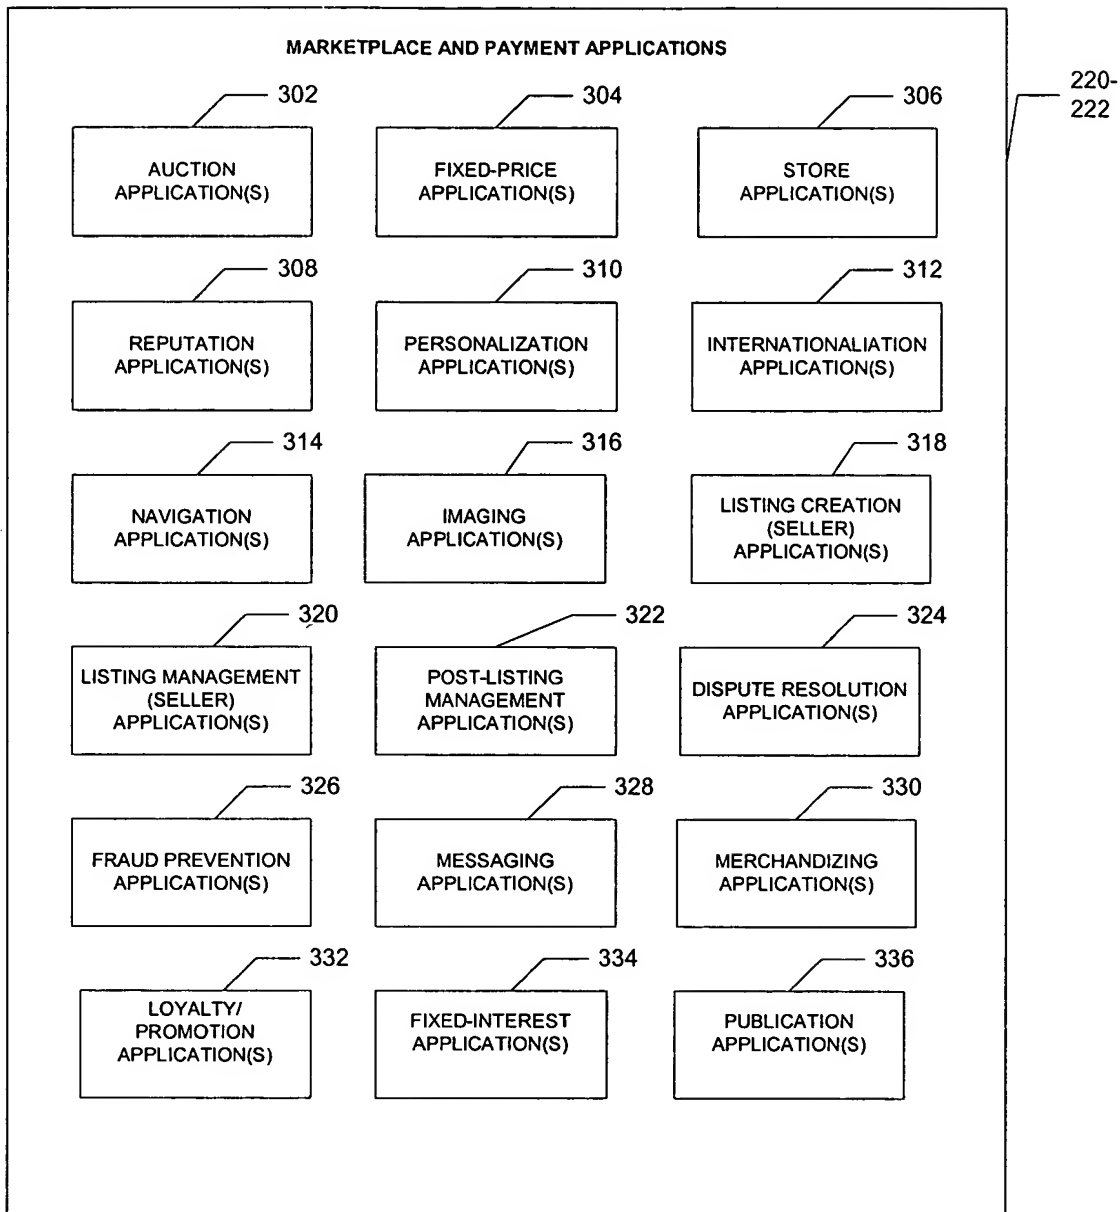 MARKETPLACE AND PAYMENT APPLICATIONS
220-
222
302
304
306
AUCTION
APPLICATION(S)
FIXED-PRICE
APPLICATION(S)
STORE
APPLICATION(S)
308
310
312
REPUTATION
APPLICATION(S)
PERSONALIZATION
APPLICATION(S)
INTERNATIONALIATION
APPLICATION(S)
314
316
318
NAVIGATION
APPLICATION(S)
IMAGING
APPLICATION(S)
LISTING CREATION
(SELLER)
APPLICATION(S)
320
322
324
LISTING MANAGEMENT
(SELLER)
APPLICATION(S)
POST-LISTING
MANAGEMENT
APPLICATION(S)
DISPUTE RESOLUTION
APPLICATION(S)
326
328
330
FRAUD PREVENTION
APPLICATION(S)
MESSAGING
APPLICATION(S)
MERCHANDIZING
APPLICATION(S)
332
334
336
LOYALTY/
PROMOTION
APPLICATION(S)
FIXED-INTEREST
APPLICATION(S)
PUBLICATION
APPLICATION(S)